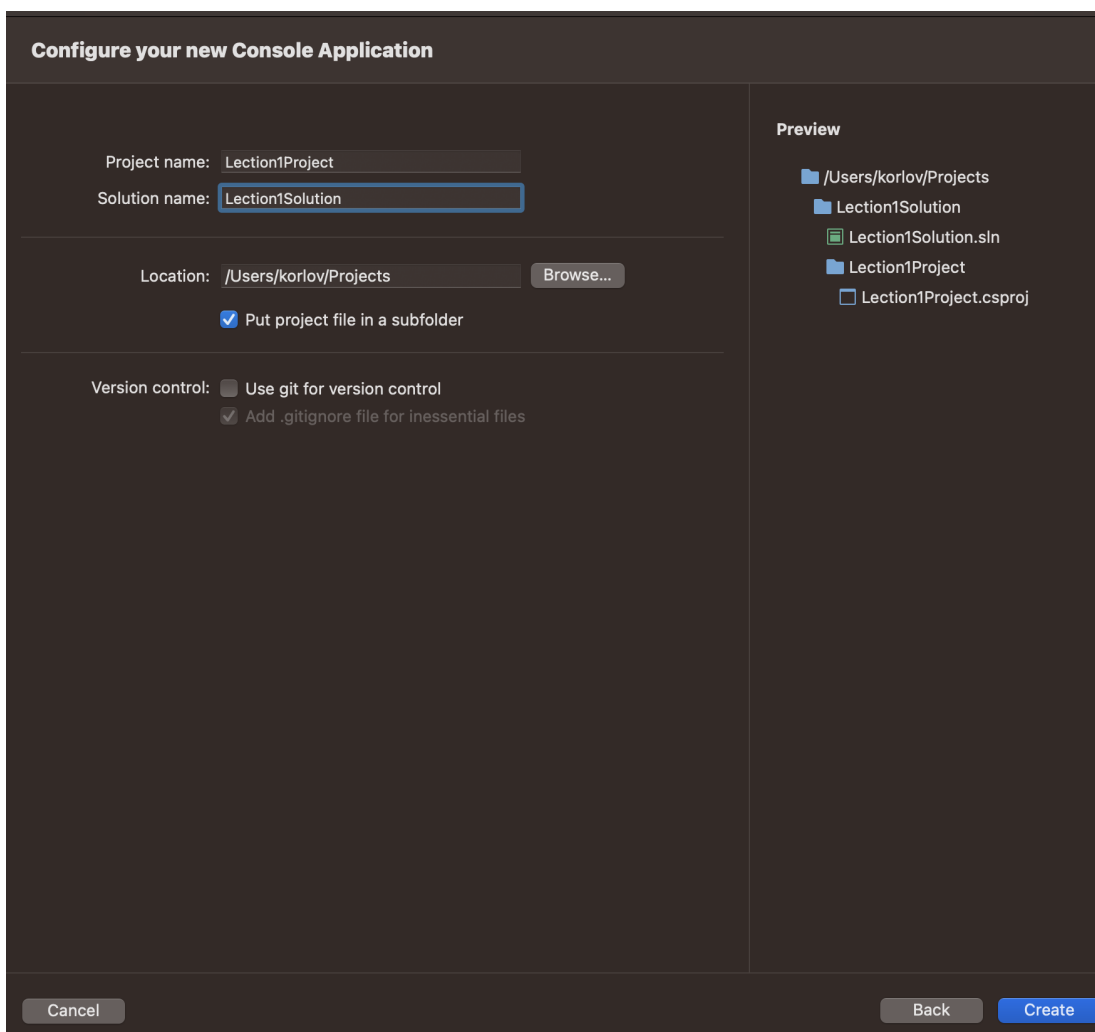 Configure your new Console Application
Project name: Lection1Project
Solution name: Lection1Solution
Location: /Users/korlov/Projects Browse...
Put project file in a subfolder
Version control: Use git for version control
Add .gitignore file for inessential files
Preview
/Users/korlov/Projects
Lection1Solution
Lection1Solution.sln
Lection1Project
Lection1Project.csproj
Cancel Back Create